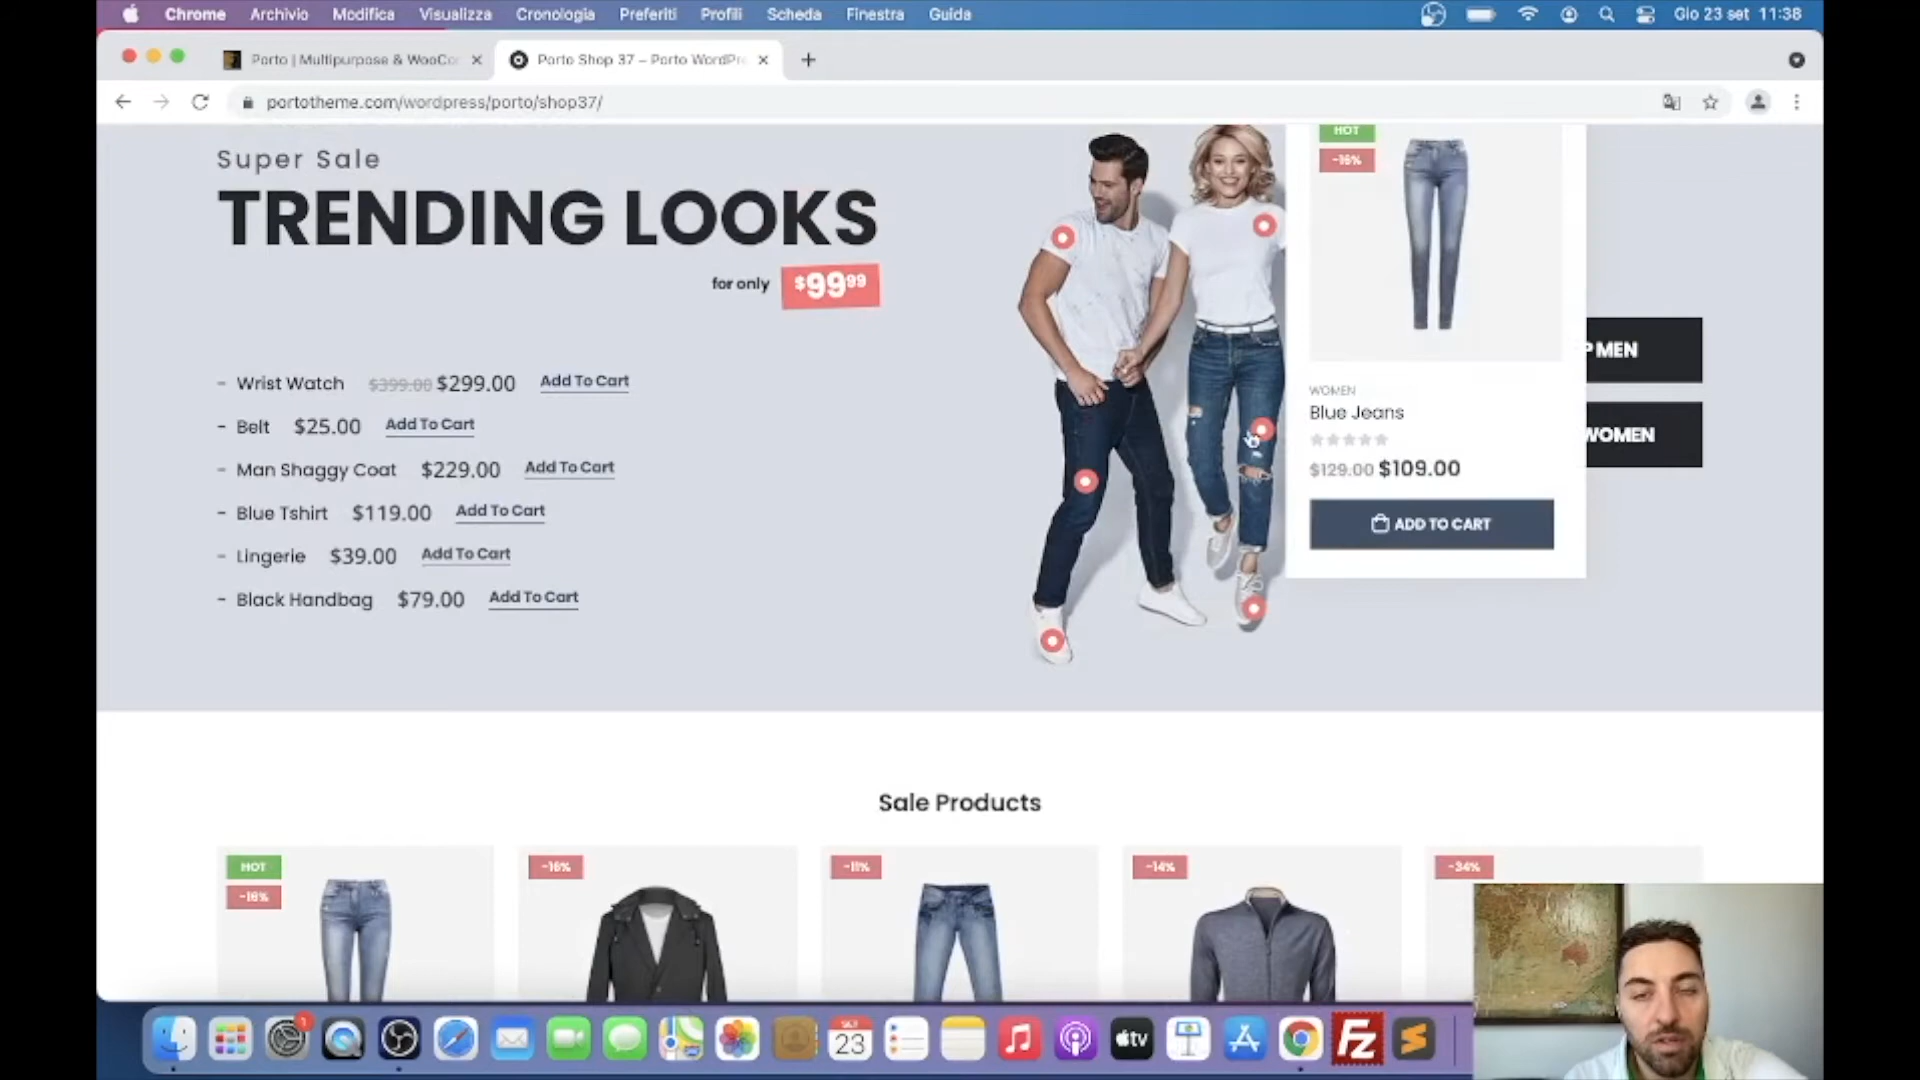 Chrome Archivio Modifica Visualizza Cronologia Preferiti Profili Scheda Finestra Guida Gio 23 set 11:38
Porto | Multipurpose & WooCo
Porto Shop 37 – Porto WordPre
portotheme.com/wordpress/porto/shop37/
Super Sale
TRENDING LOOKS
for only $99⁹⁹
- Wrist Watch $399.00 $299.00 Add To Cart
- Belt $25.00 Add To Cart
- Man Shaggy Coat $229.00 Add To Cart
- Blue Tshirt $119.00 Add To Cart
- Lingerie $39.00 Add To Cart
- Black Handbag $79.00 Add To Cart
HOT
-16%
WOMEN
Blue Jeans
$129.00 $109.00
ADD TO CART
P MEN
WOMEN
Sale Products
HOT
-16%
-16%
-11%
-14%
-34%
1
SET
23
tv
Fz